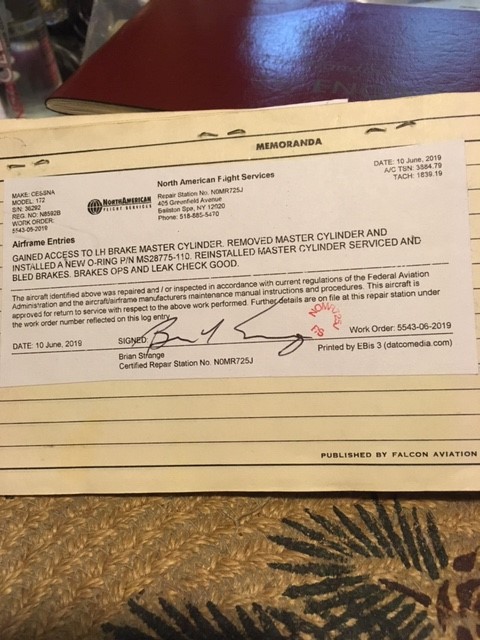 MEMORANDA
North American Flight Services
MAKE: CESSNA
MODEL: 172
S/N: 36292
REG. NO: N8592B
WORK ORDER:
5543-06-2019
NORTHAMERICAN
FLIGHT SERVICES
Repair Station No. N0MR725J
405 Greenfield Avenue
Ballston Spa, NY 12020
Phone: 518-885-5470
DATE: 10 June, 2019
A/C TSN: 3884.79
TACH: 1839.19
Airframe Entries
GAINED ACCESS TO LH BRAKE MASTER CYLINDER. REMOVED MASTER CYLINDER AND
INSTALLED A NEW O-RING P/N MS28775-110. REINSTALLED MASTER CYLINDER SERVICED AND
BLED BRAKES. BRAKES OPS AND LEAK CHECK GOOD.
The aircraft identified above was repaired and / or inspected in accordance with current regulations of the Federal Aviation
Administration and the aircraft/airframe manufacturers maintenance manual instructions and procedures. This aircraft is
approved for return to service with respect to the above work performed. Further details are on file at this repair station under
the work order number reflected on this log entry.
DATE: 10 June, 2019
SIGNED:
Brian Strange
Certified Repair Station No. N0MR725J
Work Order: 5543-06-2019
Printed by EBis 3 (datcomedia.com)
PUBLISHED BY FALCON AVIATION